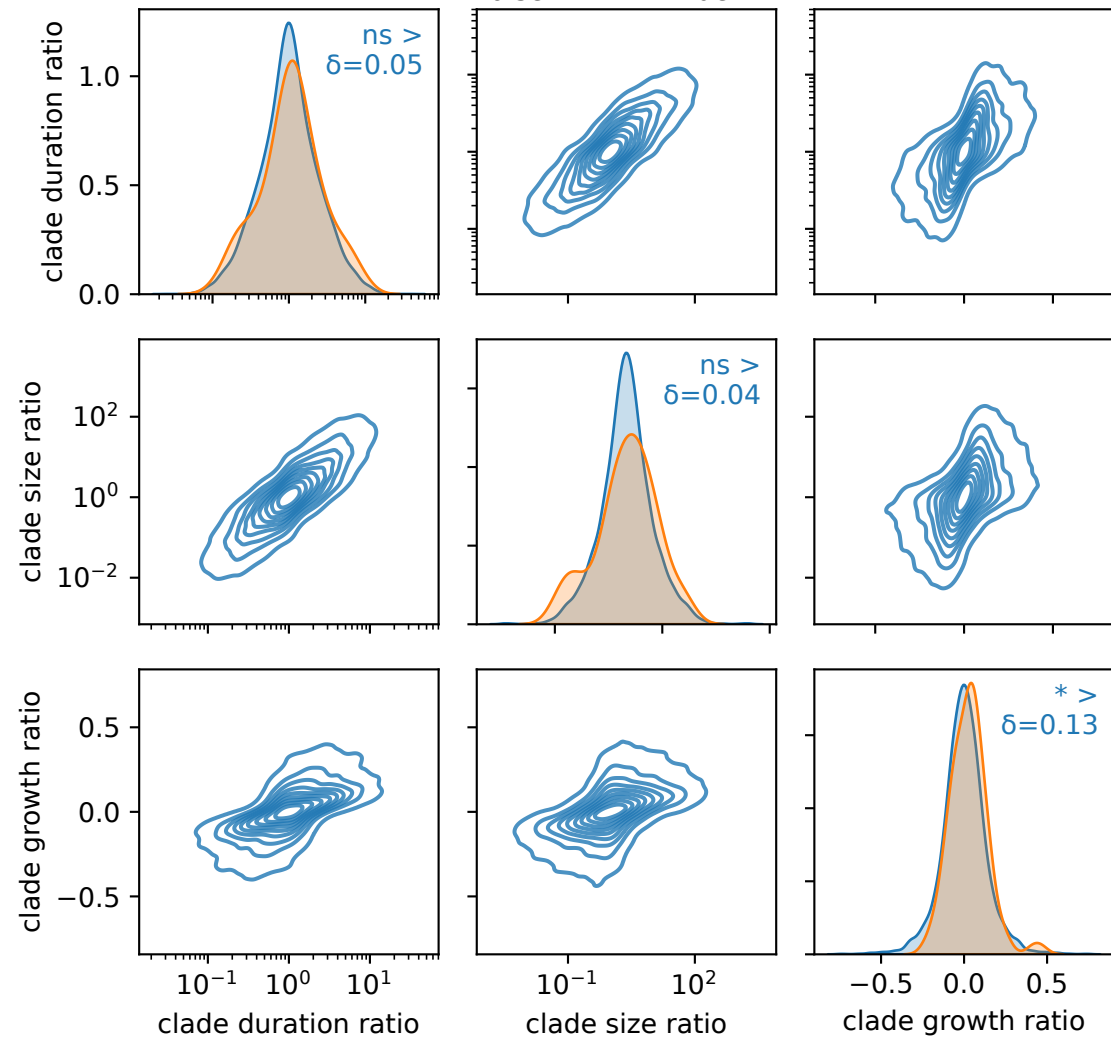 clade duration ratio
1.0
0.5
0.0
ns >
δ=0.05
clade size ratio
10²
10⁰
10⁻²
ns >
δ=0.04
clade growth ratio
0.5
0.0
−0.5
* >
δ=0.13
10⁻¹ 10⁰ 10¹
10⁻¹ 10²
−0.5 0.0 0.5
clade duration ratio
clade size ratio
clade growth ratio